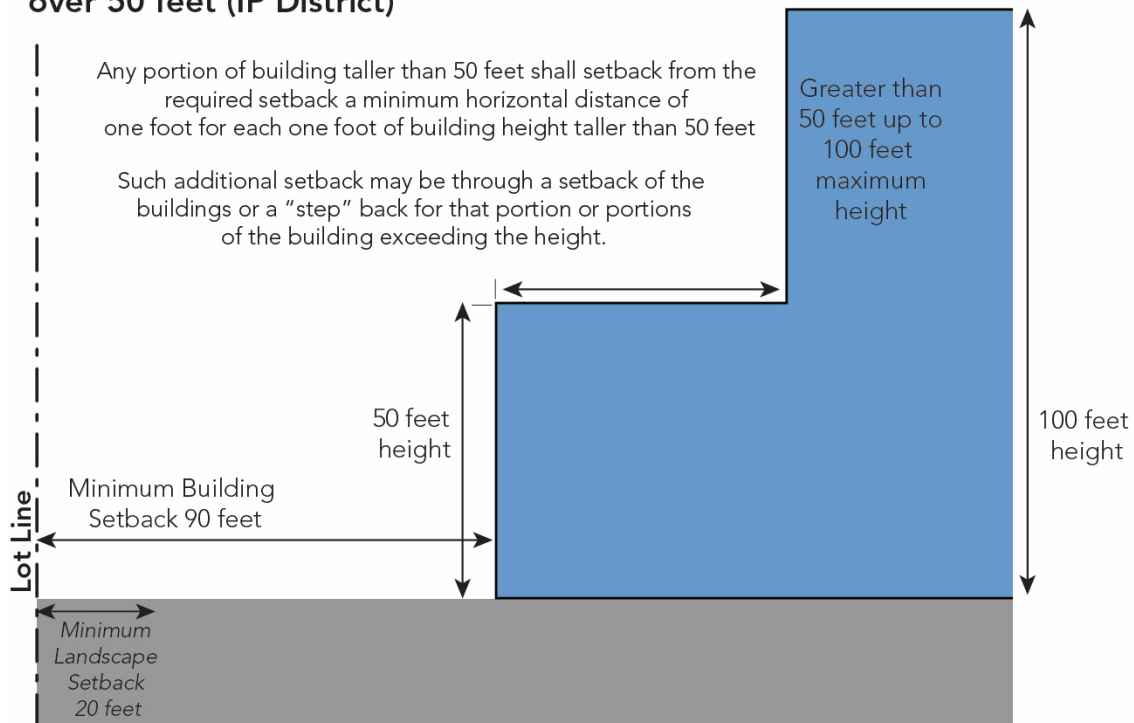 over 50 feet (IP District)
Any portion of building taller than 50 feet shall setback from the
required setback a minimum horizontal distance of
one foot for each one foot of building height taller than 50 feet
Such additional setback may be through a setback of the
buildings or a “step” back for that portion or portions
of the building exceeding the height.
Greater than
50 feet up to
100 feet
maximum
height
50 feet
height
100 feet
height
Minimum Building
Setback 90 feet
Lot Line
Minimum
Landscape
Setback
20 feet